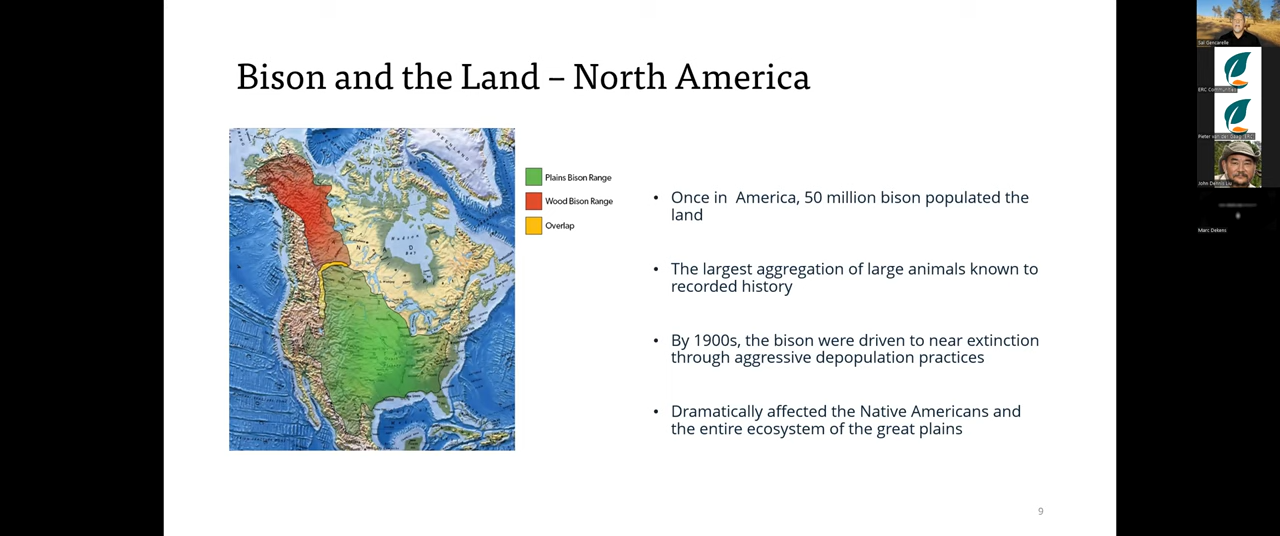 Bison and the Land – North America
Plains Bison Range
Wood Bison Range
Overlap
• Once in America, 50 million bison populated the
land
• The largest aggregation of large animals known to
recorded history
• By 1900s, the bison were driven to near extinction
through aggressive depopulation practices
• Dramatically affected the Native Americans and
the entire ecosystem of the great plains
9
Sal Gencarelle
ERC
John Dennis Liu
Marc Dekens